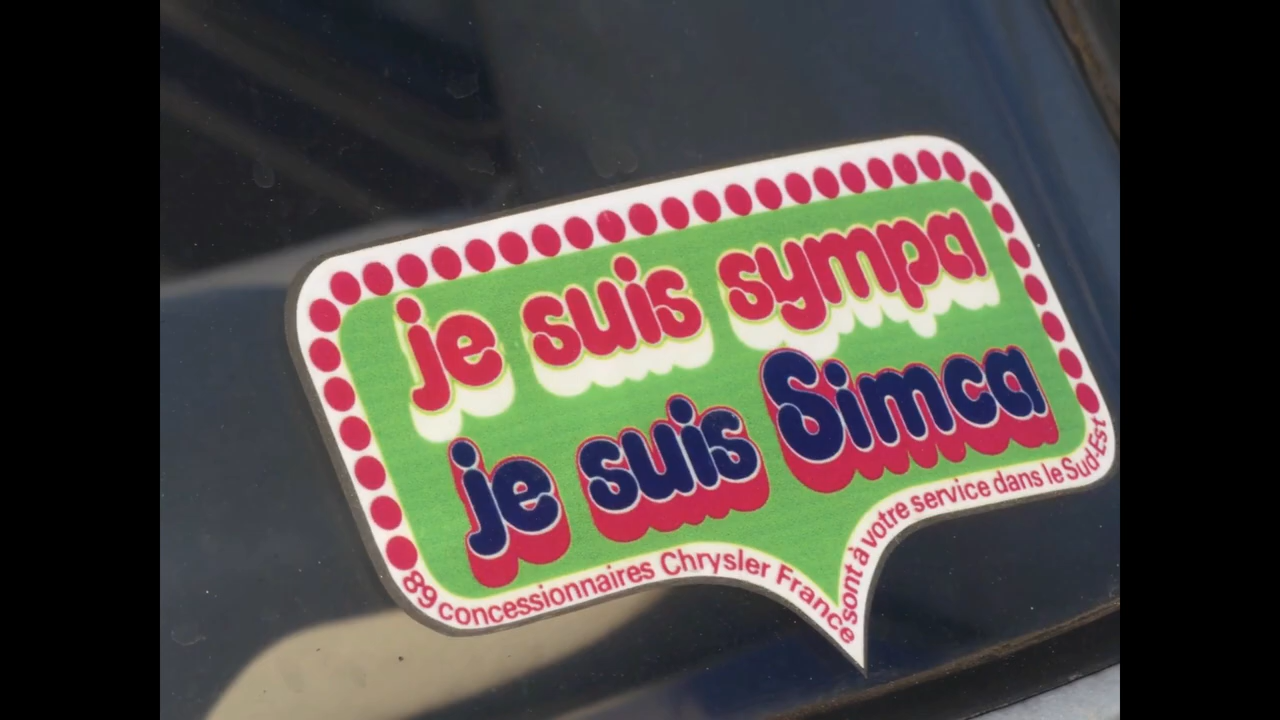 je suis sympa
je suis Simca
89 concessionnaires Chrysler France sont à votre service dans le Sud-Est